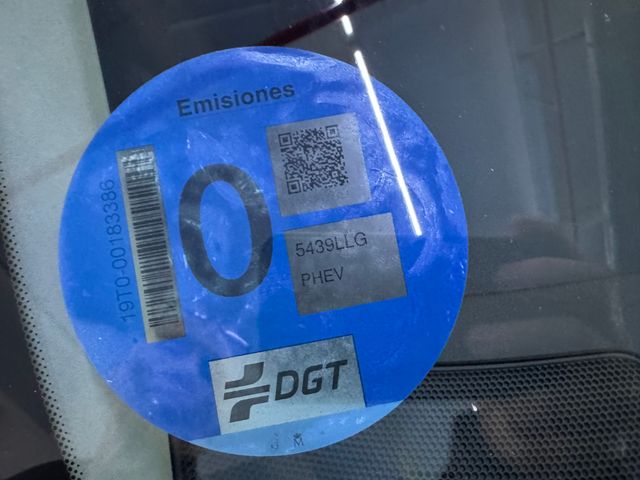 Emisiones
19T0-00183386
0
5439LLG
PHEV
DGT
M